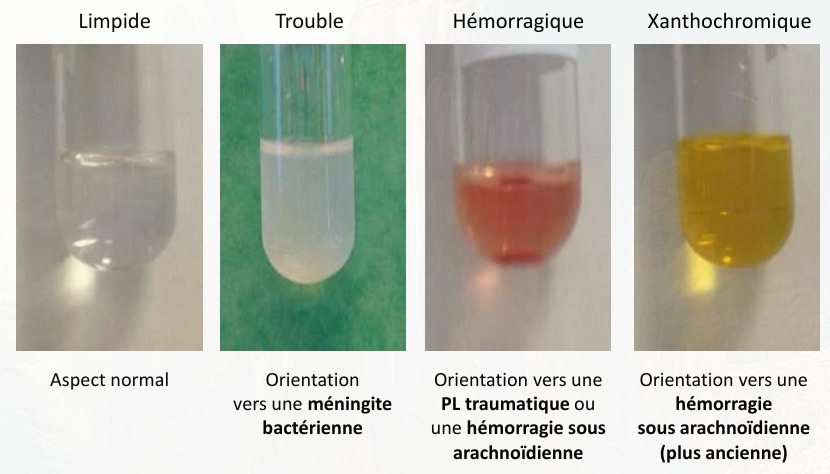 Limpide
Trouble
Hémorragique
Xanthochromique
Aspect normal
Orientation
vers une méningite
bactérienne
Orientation vers une
PL traumatique ou
une hémorragie sous
arachnoïdienne
Orientation vers une
hémorragie
sous arachnoïdienne
(plus ancienne)